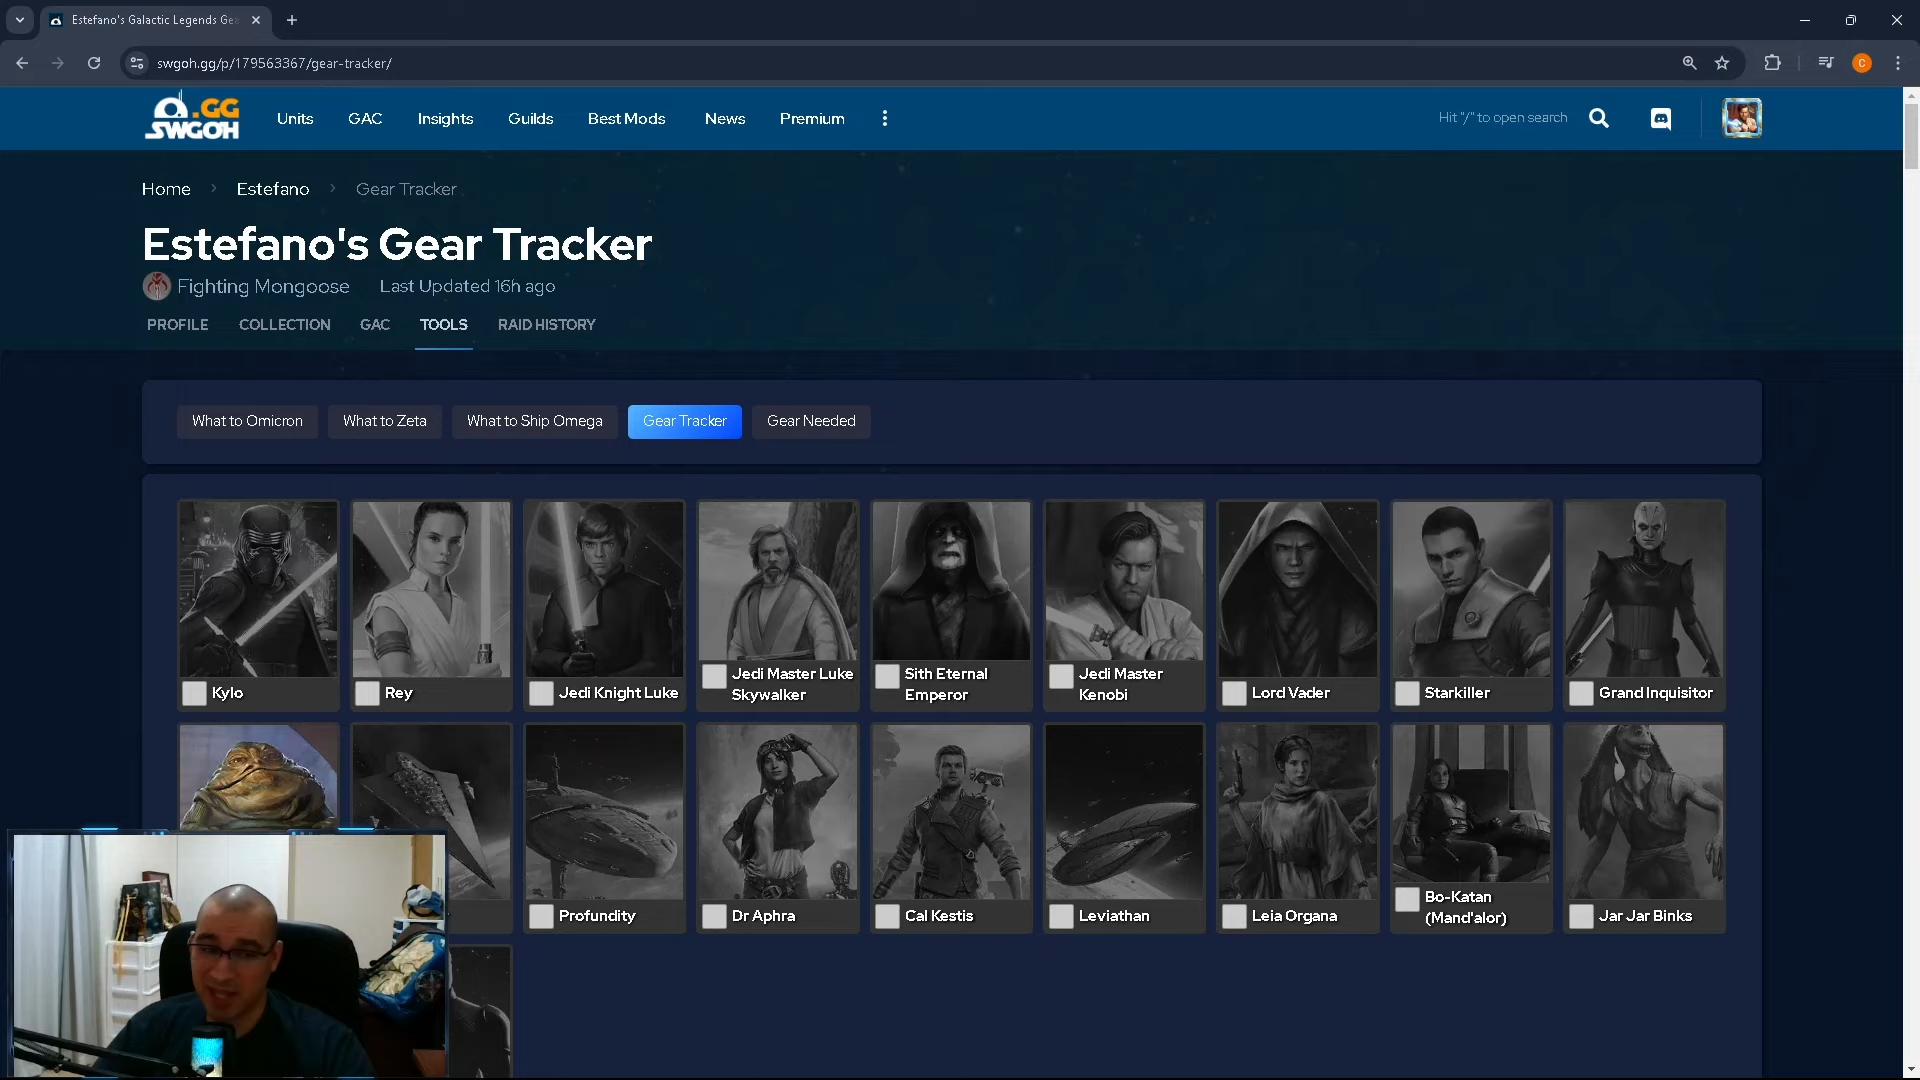 Estefano's Galactic Legends Gea
swgoh.gg/p/179563367/gear-tracker/
C
.GG
SWGOH
Units
GAC
Insights
Guilds
Best Mods
News
Premium
Hit "/" to open search
Home
Estefano
Gear Tracker
Estefano's Gear Tracker
Fighting Mongoose
Last Updated 16h ago
PROFILE
COLLECTION
GAC
TOOLS
RAID HISTORY
What to Omicron
What to Zeta
What to Ship Omega
Gear Tracker
Gear Needed
Kylo
Rey
Jedi Knight Luke
Jedi Master Luke
Skywalker
Sith Eternal
Emperor
Jedi Master
Kenobi
Lord Vader
Starkiller
Grand Inquisitor
Profundity
Dr Aphra
Cal Kestis
Leviathan
Leia Organa
Bo-Katan
(Mand'alor)
Jar Jar Binks